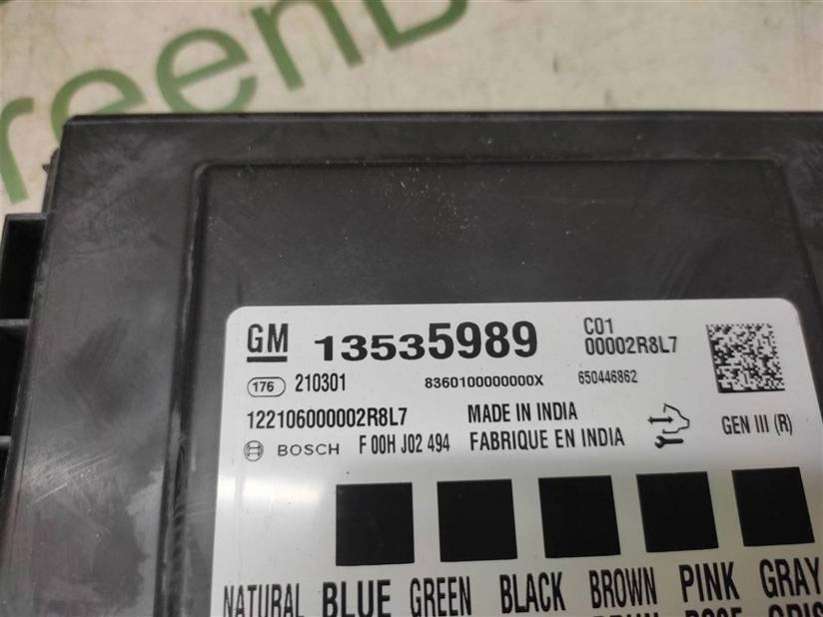 GM 13535989 C01
00002R8L7
176 210301 8360100000000X 650446862
122106000002R8L7 MADE IN INDIA
BOSCH F 00H J02 494 FABRIQUE EN INDIA GEN III (R)
NATURAL BLUE GREEN BLACK BROWN PINK GRAY